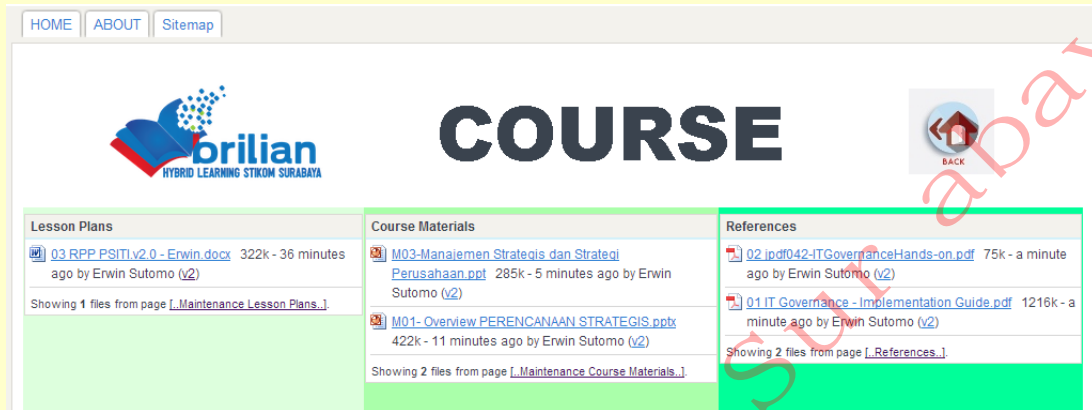 HOME ABOUT Sitemap
brilian
HYBRID LEARNING STIKOM SURABAYA
COURSE
BACK
Lesson Plans
03 RPP PSITI.v2.0 - Erwin.docx 322k - 36 minutes
ago by Erwin Sutomo (v2)
Showing 1 files from page [..Maintenance Lesson Plans..].
Course Materials
M03-Manajemen Strategis dan Strategi
Perusahaan.ppt 285k - 5 minutes ago by Erwin
Sutomo (v2)
M01- Overview PERENCANAAN STRATEGIS.pptx
422k - 11 minutes ago by Erwin Sutomo (v2)
Showing 2 files from page [..Maintenance Course Materials..].
References
02 jpdf042-ITGovernanceHands-on.pdf 75k - a minute
ago by Erwin Sutomo (v2)
01 IT Governance - Implementation Guide.pdf 1216k - a
minute ago by Erwin Sutomo (v2)
Showing 2 files from page [..References..].
Surabay